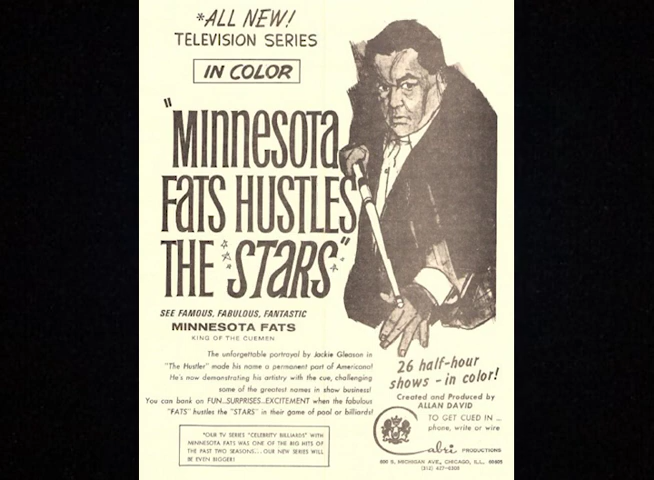 *ALL NEW!
TELEVISION SERIES
IN COLOR
"MINNESOTA
FATS HUSTLES
THE "STARS"
SEE FAMOUS, FABULOUS, FANTASTIC
MINNESOTA FATS
KING OF THE CUEMEN
The unforgettable portrayal by Jackie Gleason in
"The Hustler" made his name a permanent part of Americana!
He's now demonstrating his artistry with the cue, challenging
some of the greatest names in show business!
You can bank on FUN...SURPRISES...EXCITEMENT when the fabulous
"FATS" hustles the "STARS" in their game of pool or billiards!
*OUR TV SERIES "CELEBRITY BILLIARDS" WITH
MINNESOTA FATS WAS ONE OF THE BIG HITS OF
THE PAST TWO SEASONS...OUR NEW SERIES WILL
BE EVEN BIGGER!
26 half-hour
shows - in color!
Created and Produced by
ALLAN DAVID
TO GET CUED IN ...
phone, write or wire
Cabri PRODUCTIONS
MICHIGAN AVE., CHICAGO, ILL.
(312)